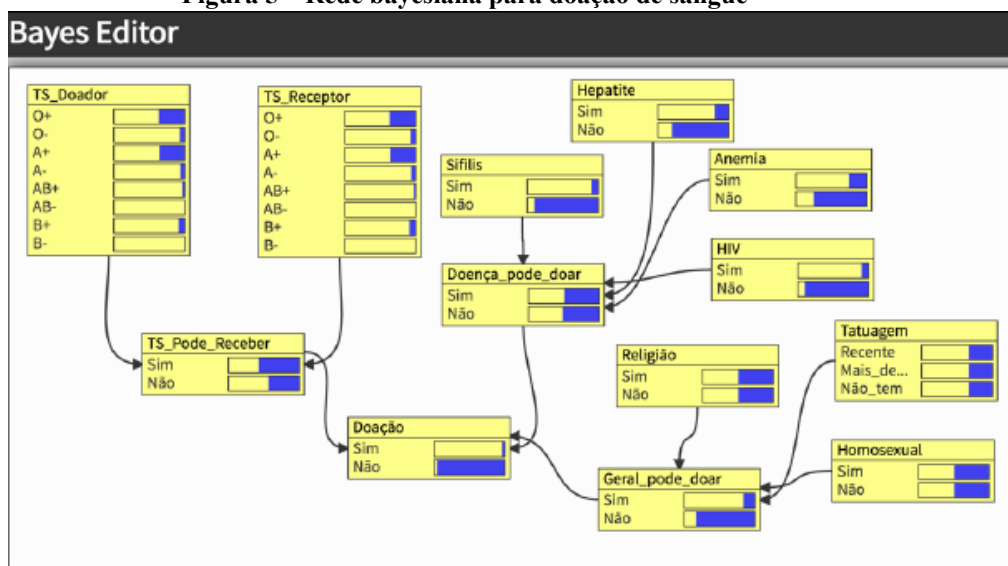 Figura 3 – Rede bayesiana para doação de sangue
Bayes Editor
TS_Doador
O+
O-
A+
A-
AB+
AB-
B+
B-
TS_Receptor
O+
O-
A+
A-
AB+
AB-
B+
B-
Hepatite
Sim
Não
Sífilis
Sim
Não
Anemia
Sim
Não
HIV
Sim
Não
Doença_pode_doar
Sim
Não
TS_Pode_Receber
Sim
Não
Religião
Sim
Não
Tatuagem
Recente
Mais_de...
Não_tem
Doação
Sim
Não
Geral_pode_doar
Sim
Não
Homosexual
Sim
Não